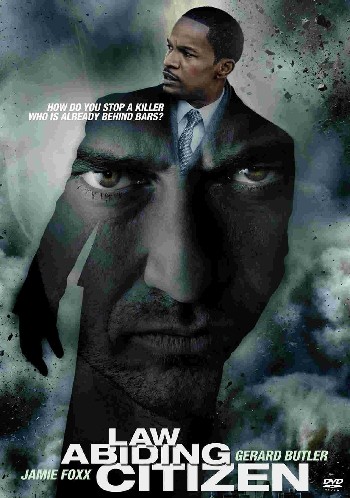 HOW DO YOU STOP A KILLER
WHO IS ALREADY BEHIND BARS?
LAW
ABIDING GERARD BUTLER
JAMIE FOXX CITIZEN
DVD